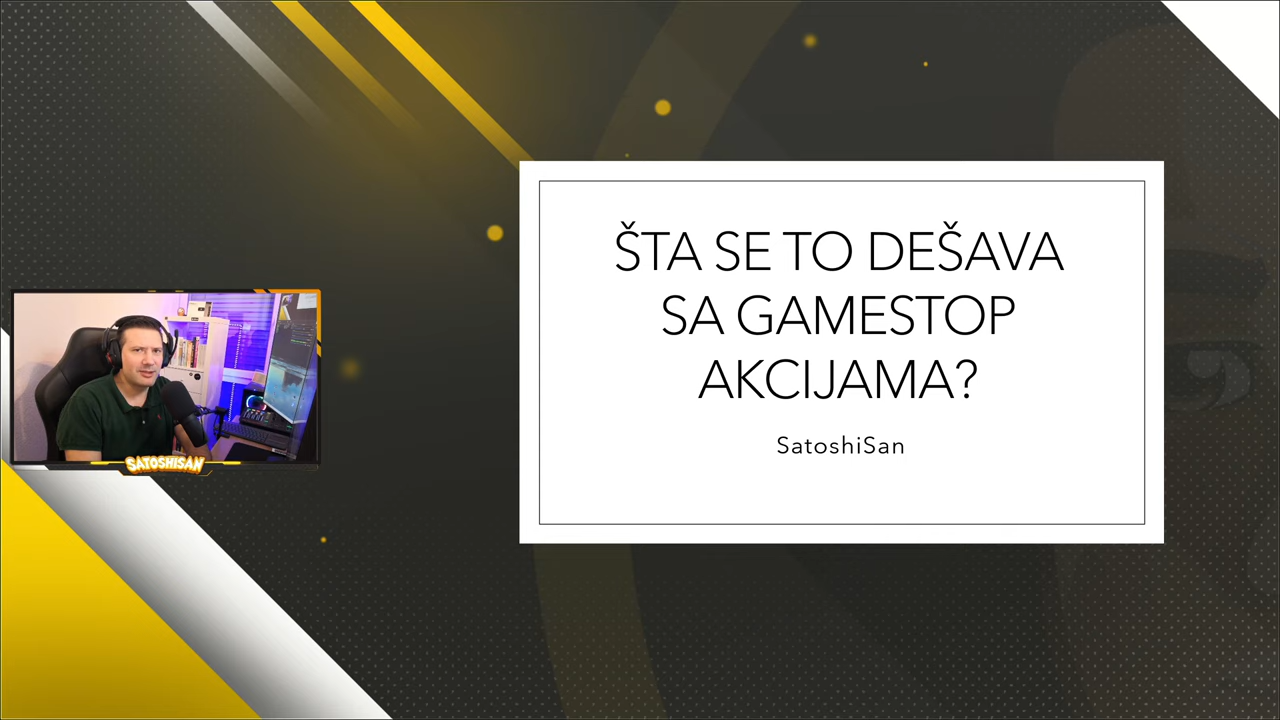 ŠTA SE TO DEŠAVA
SA GAMESTOP
AKCIJAMA?
SatoshiSan
SATOSHISAN